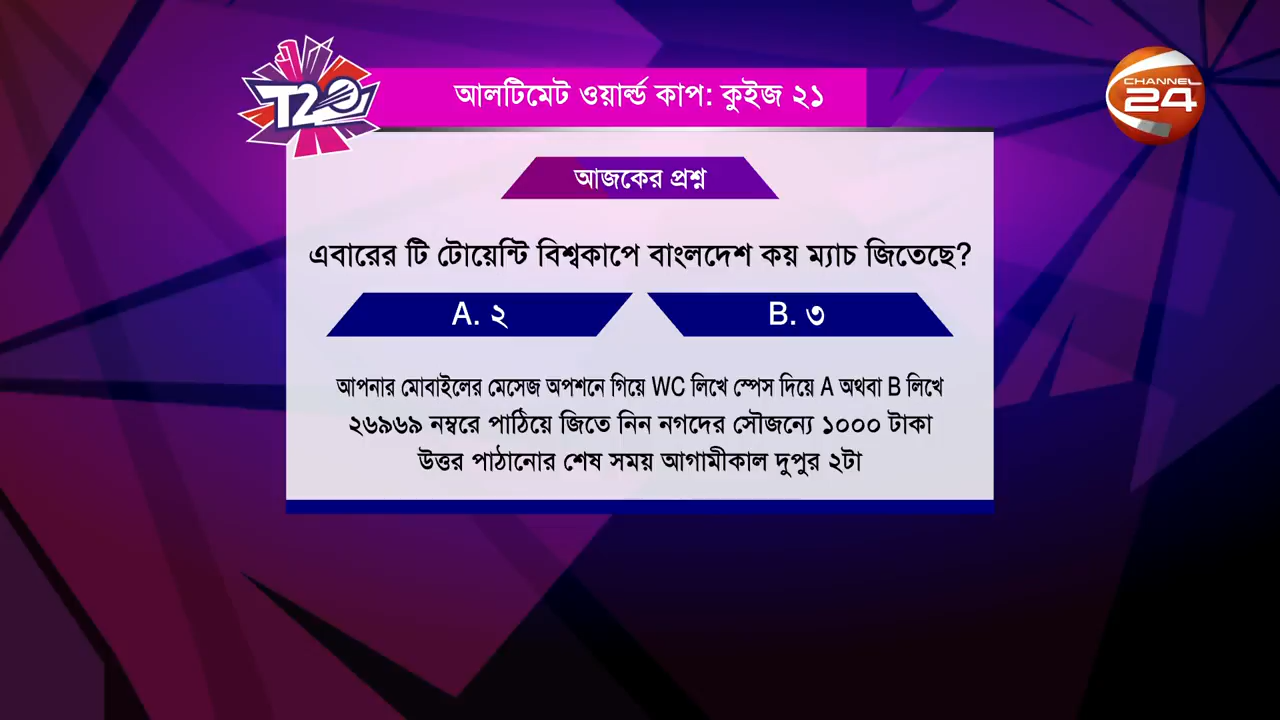 T20
আলটিমেট ওয়ার্ল্ড কাপ: কুইজ ২১
CHANNEL
24
আজকের প্রশ্ন
এবারের টি টোয়েন্টি বিশ্বকাপে বাংলদেশ কয় ম্যাচ জিতেছে?
A. ২
B. ৩
আপনার মোবাইলের মেসেজ অপশনে গিয়ে WC লিখে স্পেস দিয়ে A অথবা B লিখে
২৬৯৬৯ নম্বরে পাঠিয়ে জিতে নিন নগদের সৌজন্যে ১০০০ টাকা
উত্তর পাঠানোর শেষ সময় আগামীকাল দুপুর ২টা